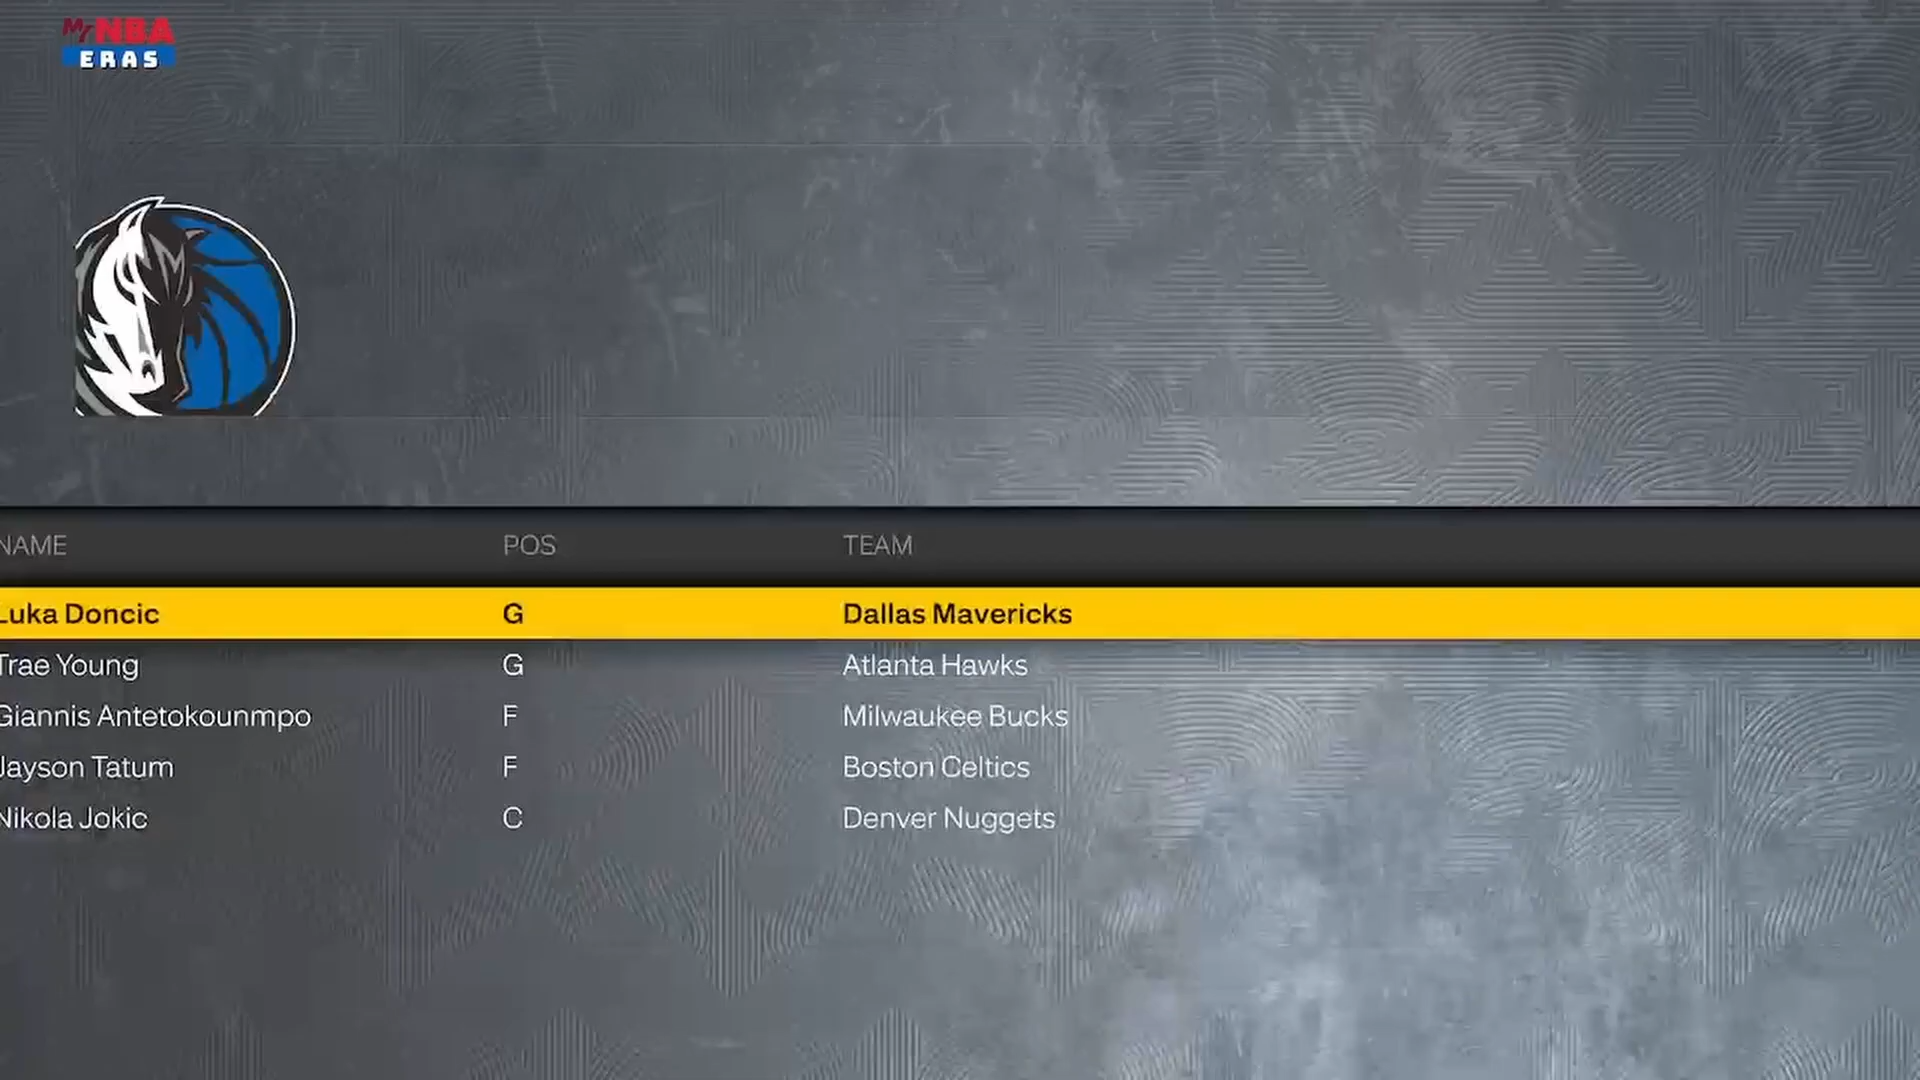 MyNBA
ERAS
NAME POS TEAM
Luka Doncic G Dallas Mavericks
Trae Young G Atlanta Hawks
Giannis Antetokounmpo F Milwaukee Bucks
Jayson Tatum F Boston Celtics
Nikola Jokic C Denver Nuggets